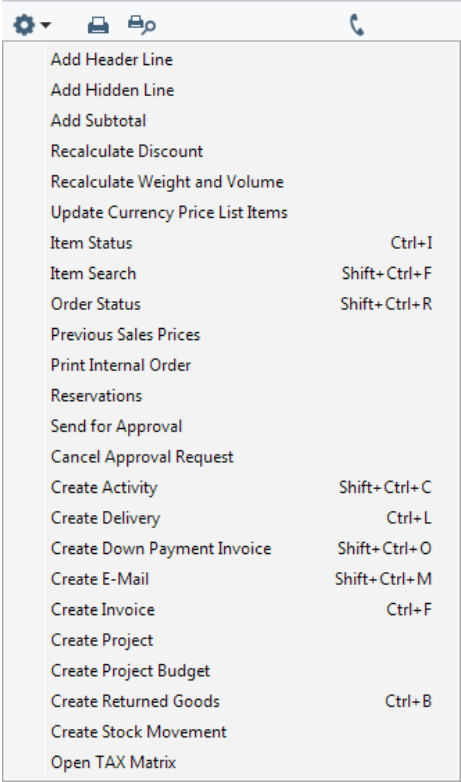 Add Header Line
Add Hidden Line
Add Subtotal
Recalculate Discount
Recalculate Weight and Volume
Update Currency Price List Items
Item Status Ctrl+I
Item Search Shift+Ctrl+F
Order Status Shift+Ctrl+R
Previous Sales Prices
Print Internal Order
Reservations
Send for Approval
Cancel Approval Request
Create Activity Shift+Ctrl+C
Create Delivery Ctrl+L
Create Down Payment Invoice Shift+Ctrl+O
Create E-Mail Shift+Ctrl+M
Create Invoice Ctrl+F
Create Project
Create Project Budget
Create Returned Goods Ctrl+B
Create Stock Movement
Open TAX Matrix